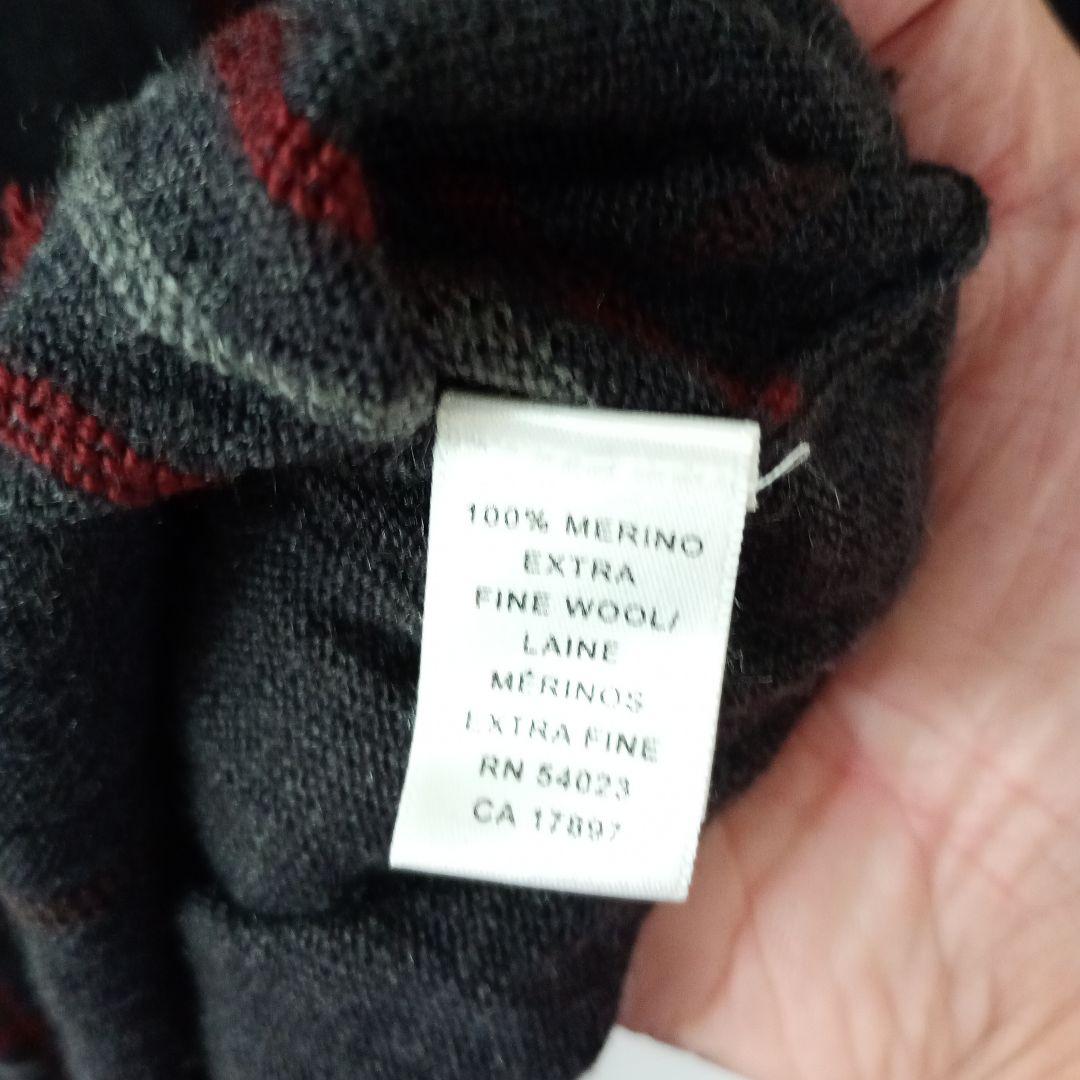 100% MERINO
EXTRA
FINE WOOL/
LAINE
MÉRINOS
EXTRA FINE
RN 54023
CA 17897